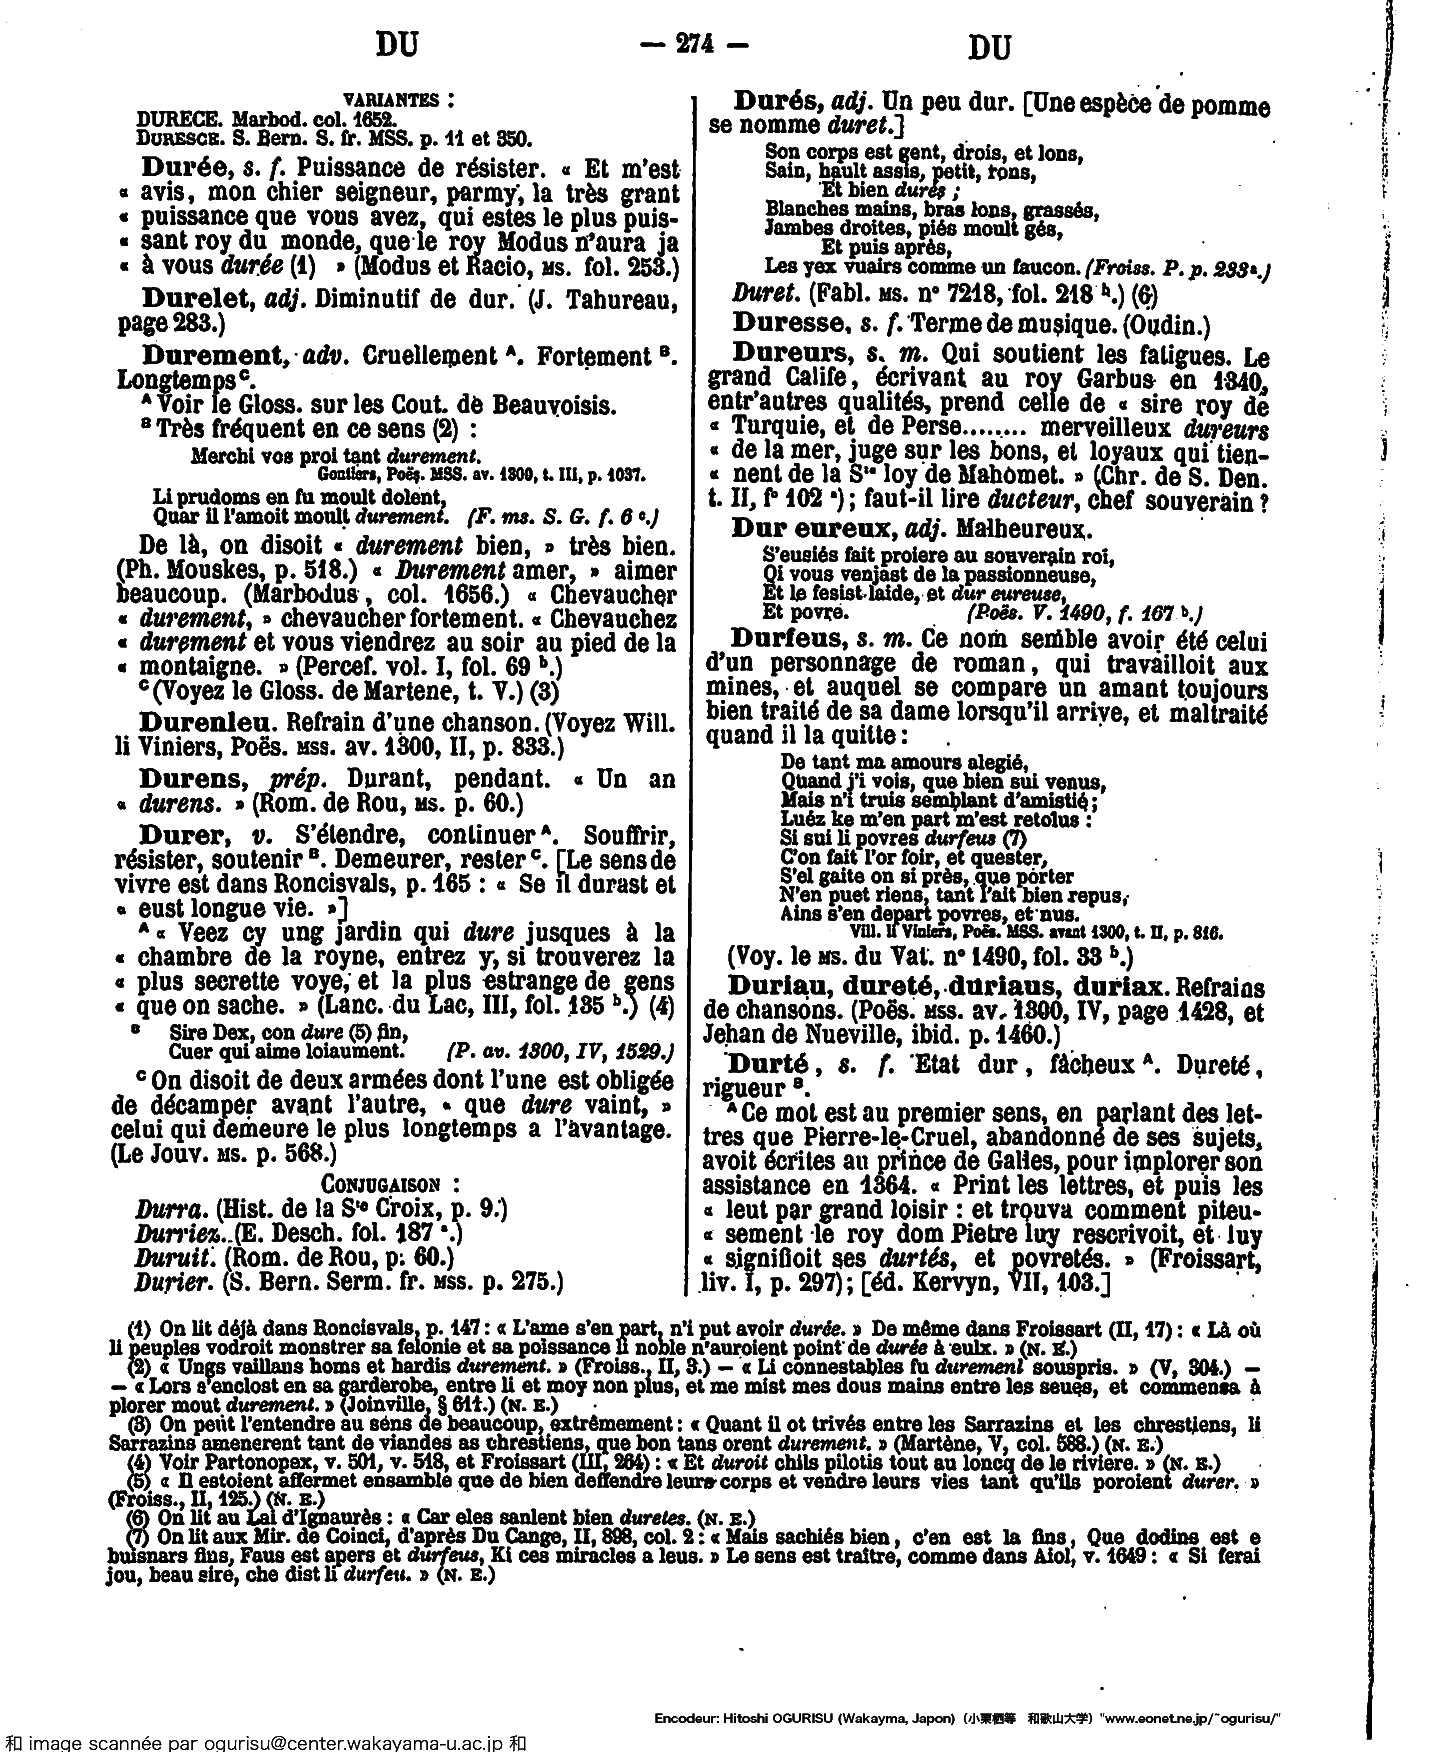 DU
— 274 —
DU
VARIANTES :
DURECE. Marbod. col. 1652.
DURESCE. S. Bern. S. fr. MSS. p. 11 et 350.
Durée, s. f. Puissance de résister. « Et m'est
« avis, mon chier seigneur, parmy, la très grant
« puissance que vous avez, qui estes le plus puis-
« sant roy du monde, que le roy Modus n'aura ja
« à vous durée (1) » (Modus et Racio, MS. fol. 253.)
Durelet, adj. Diminutif de dur. (J. Tahureau,
page 283.)
Durement, adv. Cruellement A. Fortement B.
Longtemps C.
A Voir le Gloss. sur les Cout. de Beauvoisis.
B Très fréquent en ce sens (2) :
Merchi vos proi tant durement.
Gontiers, Poës. MSS. av. 1300, t. III, p. 1037.
Li prudoms en fu moult dolent,
Quar il l'amoit moult durement. (F. ms. S. G. f. 6 c.)
De là, on disoit « durement bien, » très bien.
(Ph. Mouskes, p. 518.) « Durement amer, » aimer
beaucoup. (Marbodus, col. 1656.) « Chevaucher
« durement, » chevaucher fortement. « Chevauchez
« durement et vous viendrez au soir au pied de la
« montaigne. » (Percef. vol. I, fol. 69 b.)
C (Voyez le Gloss. de Martene, t. V.) (3)
Durenleu. Refrain d'une chanson. (Voyez Will.
li Viniers, Poës. MSS. av. 1300, II, p. 833.)
Durens, prép. Durant, pendant. « Un an
« durens. » (Rom. de Rou, MS. p. 60.)
Durer, v. S'étendre, continuer A. Souffrir,
résister, soutenir B. Demeurer, rester C. [Le sens de
vivre est dans Roncisvals, p. 165 : « Se il durast et
« eust longue vie. »]
A « Veez cy ung jardin qui dure jusques à la
« chambre de la royne, entrez y, si trouverez la
« plus secrette voye, et la plus estrange de gens
« que on sache. » (Lanc. du Lac, III, fol. 135 b.) (4)
B Sire Dex, con dure (5) fin,
Cuer qui aime loiaument. (P. av. 1300, IV, 1529.)
C On disoit de deux armées dont l'une est obligée
de décamper avant l'autre, « que dure vaint, »
celui qui demeure le plus longtemps a l'avantage.
(Le Jouv. MS. p. 568.)
CONJUGAISON :
Durra. (Hist. de la Ste Croix, p. 9.)
Durriez. (E. Desch. fol. 187 a.)
Duruit. (Rom. de Rou, p. 60.)
Durier. (S. Bern. Serm. fr. MSS. p. 275.)
Durés, adj. Un peu dur. [Une espèce de pomme
se nomme duret.]
Son corps est gent, drois, et lons,
Sain, hault assis, petit, rons,
Et bien durés ;
Blanches mains, bras lons, grassés,
Jambes droites, piés moult gés,
Et puis après,
Les yex vuairs comme un faucon. (Froiss. P. p. 233 a.)
Duret. (Fabl. MS. n° 7218, fol. 218 b.) (6)
Duresse, s. f. Terme de musique. (Oudin.)
Dureurs, s. m. Qui soutient les fatigues. Le
grand Calife, écrivant au roy Garbus en 1340,
entr'autres qualités, prend celle de « sire roy de
« Turquie, et de Perse........ merveilleux dureurs
« de la mer, juge sur les bons, et loyaux qui tien-
« nent de la Ste loy de Mahomet. » (Chr. de S. Den.
t. II, f° 102 a) ; faut-il lire ducteur, chef souverain ?
Dur eureux, adj. Malheureux.
S'eusiés fait proiere au souverain roi,
Qi vous venjast de la passionneuse,
Et le fesist laide, et dur eureuse,
Et povre. (Poës. V. 1490, f. 167 b.)
Durfeus, s. m. Ce nom semble avoir été celui
d'un personnage de roman, qui travailloit aux
mines, et auquel se compare un amant toujours
bien traité de sa dame lorsqu'il arrive, et maltraité
quand il la quitte :
De tant ma amours alegié,
Quand j'i vois, que bien sui venus,
Mais n'i truis semblant d'amistié ;
Luéz ke m'en part m'est retolus :
Si sui li povres durfeus (7)
C'on fait l'or foir, et quester,
S'el gaite on si près, que porter
N'en puet riens, tant l'ait bien repus,
Ains s'en depart povres, et nus.
Vill. li Viniers, Poës. MSS. avant 1300, t. II, p. 816.
(Voy. le MS. du Vat. n° 1490, fol. 33 b.)
Duriau, dureté, duriaus, duriax. Refrains
de chansons. (Poës. MSS. av. 1300, IV, page 1428, et
Jehan de Nueville, ibid. p. 1460.)
Durté, s. f. Etat dur, fâcheux A. Dureté,
rigueur B.
A Ce mot est au premier sens, en parlant des let-
tres que Pierre-le-Cruel, abandonné de ses sujets,
avoit écrites au prince de Galles, pour implorer son
assistance en 1364. « Print les lettres, et puis les
« leut par grand loisir : et trouva comment piteu-
« sement le roy dom Pietre luy rescrivoit, et luy
« signifioit ses durtés, et povretés. » (Froissart,
liv. I, p. 297) ; [éd. Kervyn, VII, 103.]
(1) On lit déjà dans Roncisvals, p. 147 : « L'ame s'en part, n'i put avoir durée. » De même dans Froissart (II, 17) : « Là où
li peuples vodroit monstrer sa felonie et sa poissance li noble n'auroient point de durée à eulx. » (N. E.)
(2) « Ungs vaillans homs et hardis durement. » (Froiss., II, 3.) — « Li connestables fu durement souspris. » (V, 304.) —
— « Lors s'enclost en sa garderobe, entre li et moy non plus, et me mist mes dous mains entre les seues, et commensa à
plorer mout durement. » (Joinville, § 611.) (N. E.)
(3) On peut l'entendre au sens de beaucoup, extrêmement : « Quant il ot trivés entre les Sarrazins et les chrestiens, li
Sarrazins amenerent tant de viandes as chrestiens, que bon tans orent durement. » (Martène, V, col. 588.) (N. E.)
(4) Voir Partonopex, v. 501, v. 518, et Froissart (III, 264) : « Et duroit chils pilotis tout au loncq de le riviere. » (N. E.)
(5) « Il estoient affermet ensamble que de bien deffendre leurs corps et vendre leurs vies tant qu'ils poroient durer. »
(Froiss., II, 125.) (N. E.)
(6) On lit au Lai d'Ignaurès : « Car eles sanlent bien duretes. (N. E.)
(7) On lit aux Mir. de Coinci, d'après Du Cange, II, 898, col. 2 : « Mais sachiés bien, c'en est la fins, Que dodins est e
buisnars fins, Faus est apers et durfeus, Ki ces miracles a leus. » Le sens est traître, comme dans Aiol, v. 1649 : « Si ferai
jou, beau sire, che dist li durfeu. » (N. E.)
Encodeur: Hitoshi OGURISU (Wakayma, Japon) (小栗栖等 和歌山大学) "www.eonet.ne.jp/~ogurisu/"
和 image scannée par ogurisu@center.wakayama-u.ac.jp 和